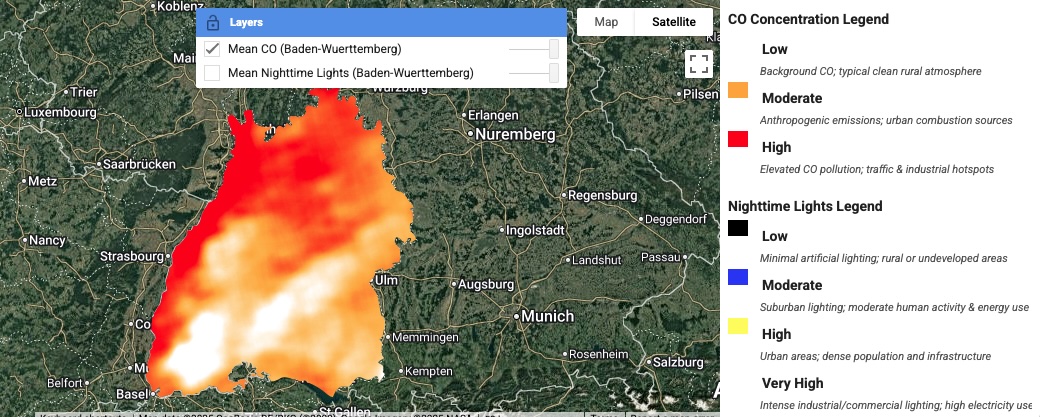 Koblenz
Layers
Map
Satellite
Mean CO (Baden-Wuerttemberg)
Mean Nighttime Lights (Baden-Wuerttemberg)
Trier
Luxembourg
Erlangen
Nuremberg
Pilsen
Saarbrücken
Metz
Regensburg
Deggendorf
Nancy
Ingolstadt
Strasbourg
Landshut
Passau
Ulm
Augsburg
Munich
Memmingen
Rosenheim
Salzburg
Kempten
Belfort
Basel
St Gallen
CO Concentration Legend
Low
Background CO; typical clean rural atmosphere
Moderate
Anthropogenic emissions; urban combustion sources
High
Elevated CO pollution; traffic & industrial hotspots
Nighttime Lights Legend
Low
Minimal artificial lighting; rural or undeveloped areas
Moderate
Suburban lighting; moderate human activity & energy use
High
Urban areas; dense population and infrastructure
Very High
Intense industrial/commercial lighting; high electricity use